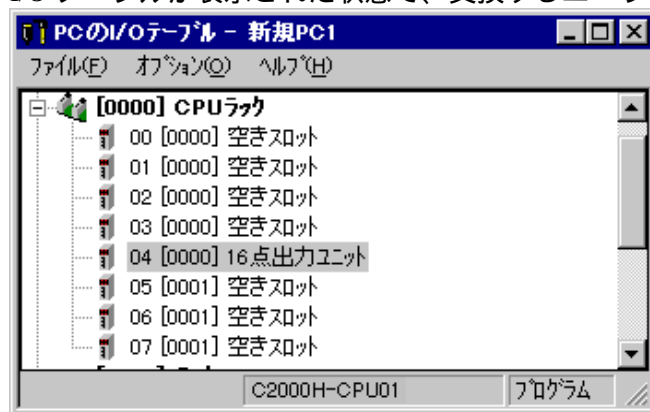 PCのI/Oテーブル - 新規PC1
ファイル(F) オプション(O) ヘルプ(H)
[0000] CPUラック
00 [0000] 空きスロット
01 [0000] 空きスロット
02 [0000] 空きスロット
03 [0000] 空きスロット
04 [0000] 16点出力ユニット
05 [0001] 空きスロット
06 [0001] 空きスロット
07 [0001] 空きスロット
C2000H-CPU01 プログラム